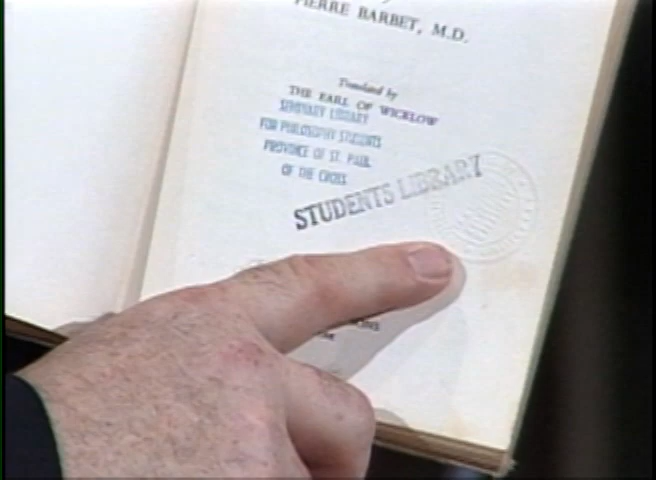 PIERRE BARBET, M.D.
Translated by
THE EARL OF WICKLOW
SEMINARY LIBRARY
FOR PHILOSOPHY STUDENTS
PROVINCE OF ST. PAUL
OF THE CROSS
STUDENTS LIBRARY